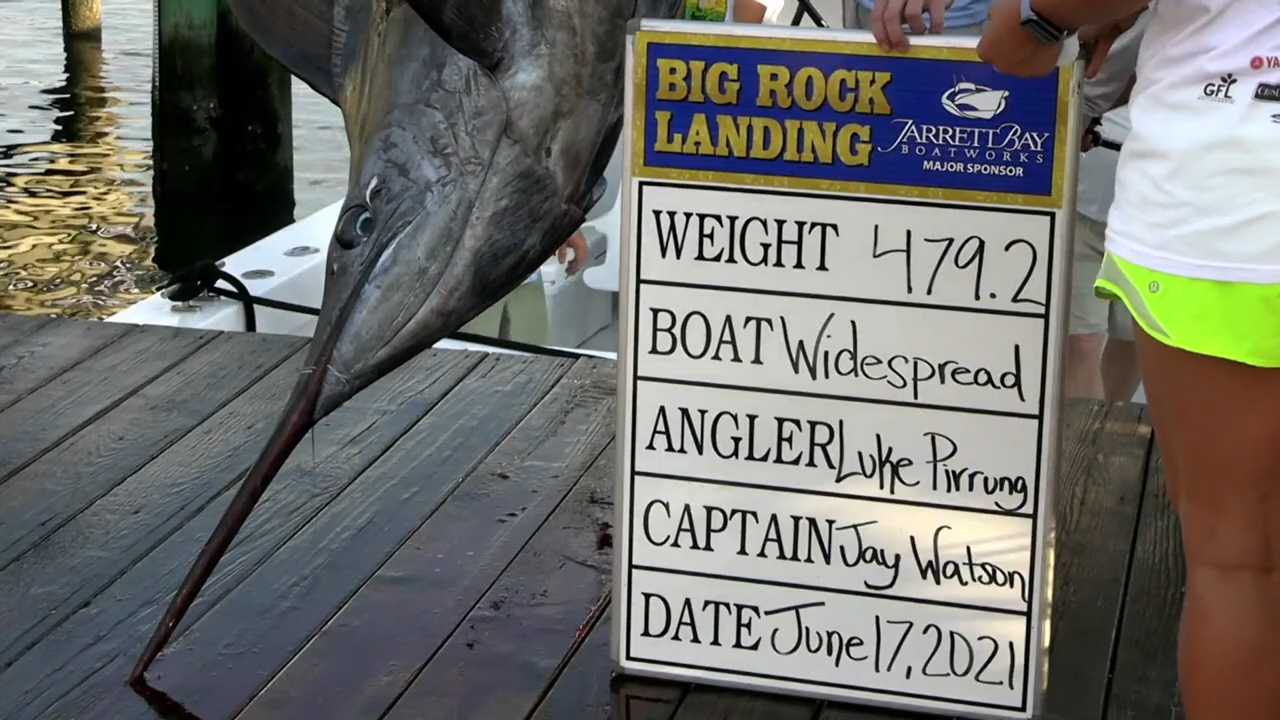 BIG ROCK
LANDING
JARRETT BAY
BOATWORKS
MAJOR SPONSOR
WEIGHT 479.2
BOAT Widespread
ANGLER Luke Pirrung
CAPTAIN Jay Watson
DATE June 17, 2021
YA
GFL